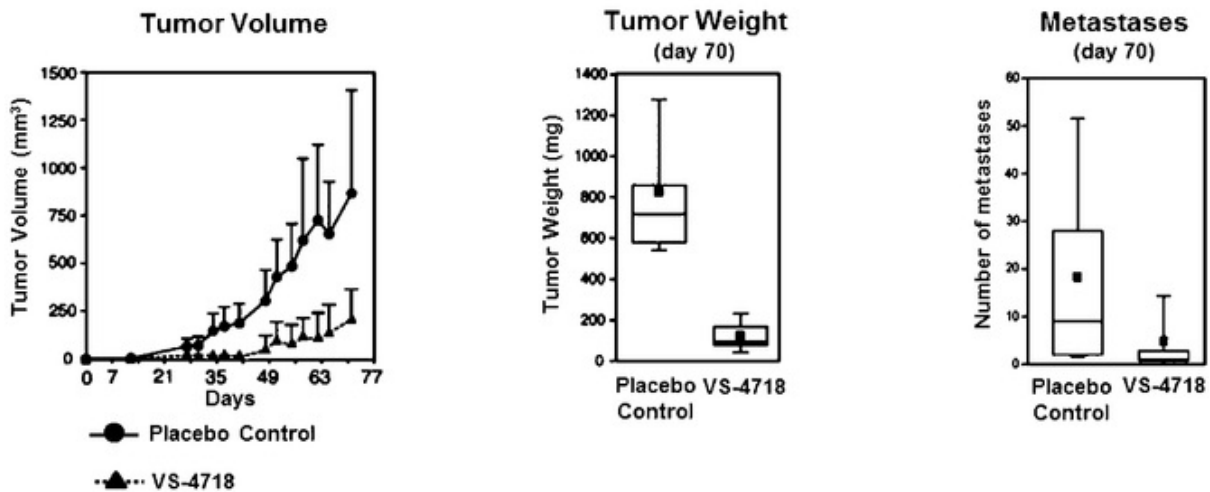 Tumor Volume
Tumor Volume (mm³)
1500
1250
1000
750
500
250
0
0 7 21 35 49 63 77
Days
Placebo Control
VS-4718
Tumor Weight
(day 70)
Tumor Weight (mg)
1400
1200
1000
800
600
400
200
0
Placebo VS-4718
Control
Metastases
(day 70)
Number of metastases
60
50
40
30
20
10
0
Placebo VS-4718
Control